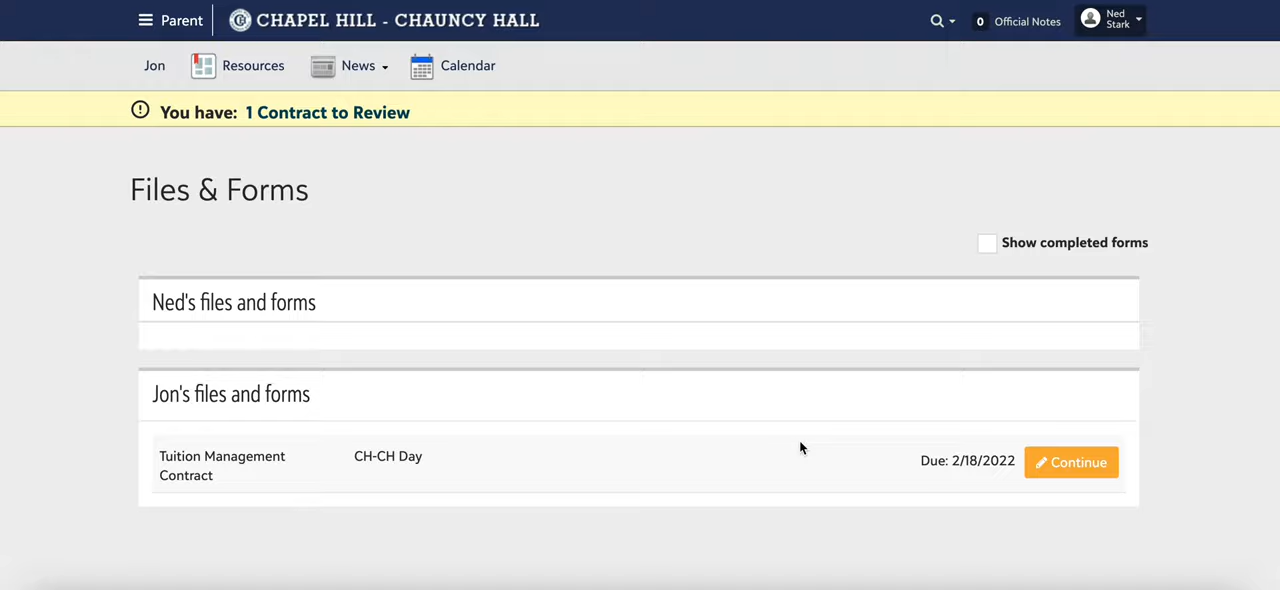 Parent CHAPEL HILL - CHAUNCY HALL 0 Official Notes Ned
Stark
Jon Resources News Calendar
You have: 1 Contract to Review
Files & Forms
Show completed forms
Ned's files and forms
Jon's files and forms
Tuition Management CH-CH Day Due: 2/18/2022 Continue
Contract